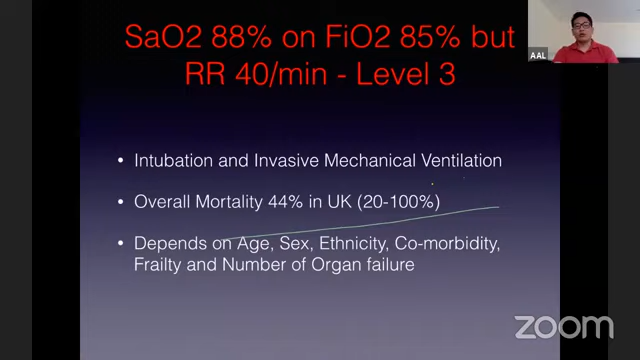 SaO2 88% on FiO2 85% but
RR 40/min - Level 3
AAL
• Intubation and Invasive Mechanical Ventilation
• Overall Mortality 44% in UK (20-100%)
• Depends on Age, Sex, Ethnicity, Co-morbidity,
Frailty and Number of Organ failure
zoom